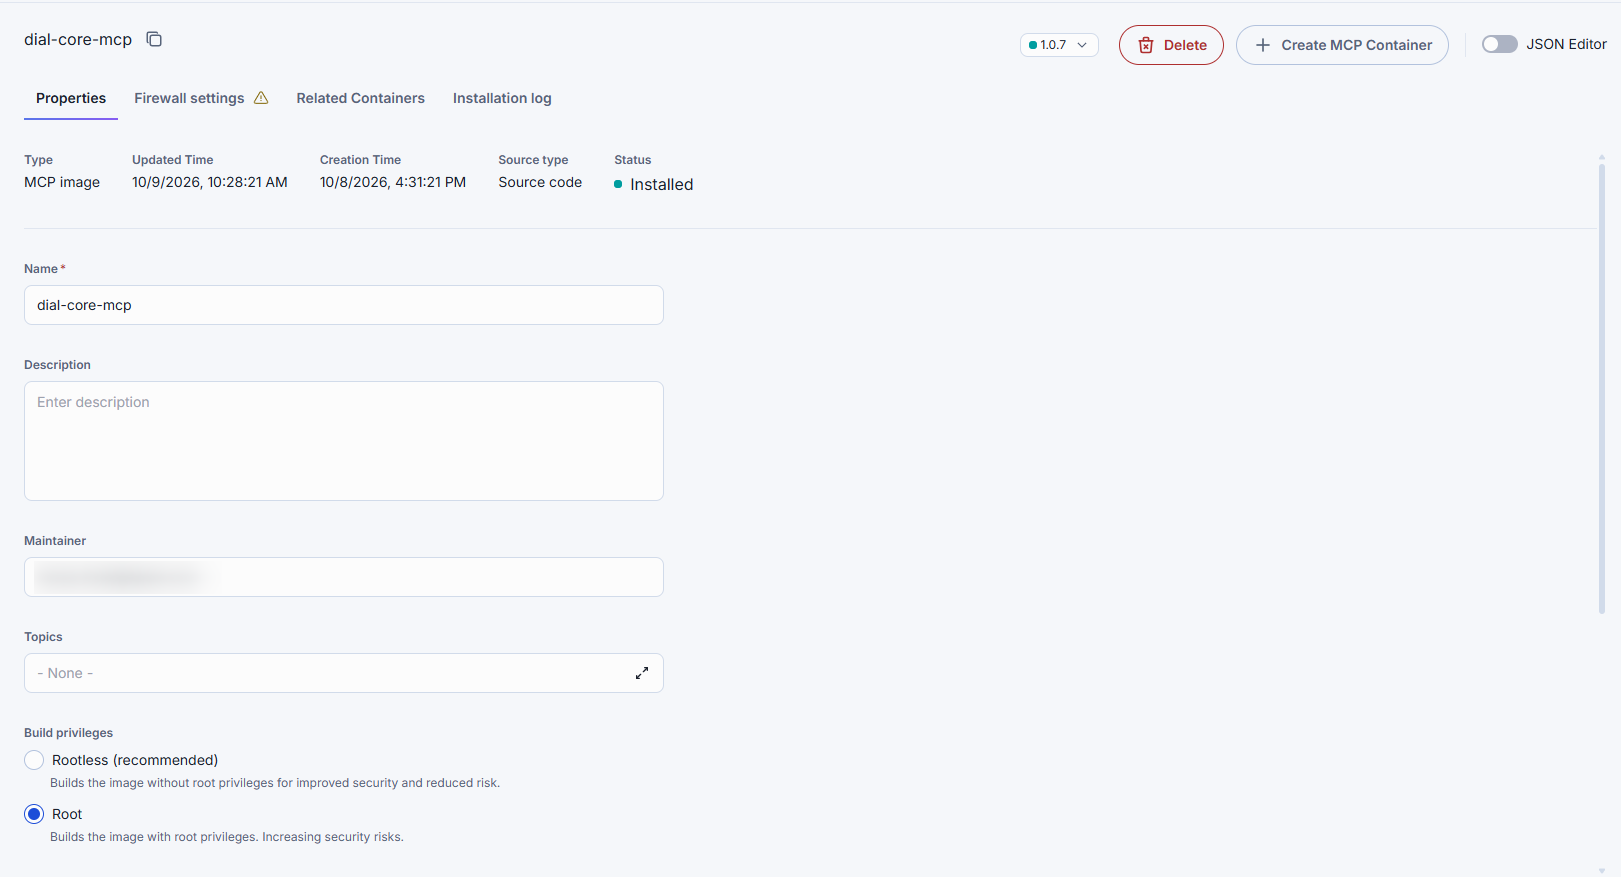 dial-core-mcp
1.0.7
Delete
Create MCP Container
JSON Editor
Properties
Firewall settings
Related Containers
Installation log
Type
Updated Time
Creation Time
Source type
Status
MCP image
10/9/2026, 10:28:21 AM
10/8/2026, 4:31:21 PM
Source code
Installed
Name*
dial-core-mcp
Description
Enter description
Maintainer
Topics
- None -
Build privileges
Rootless (recommended)
Builds the image without root privileges for improved security and reduced risk.
Root
Builds the image with root privileges. Increasing security risks.